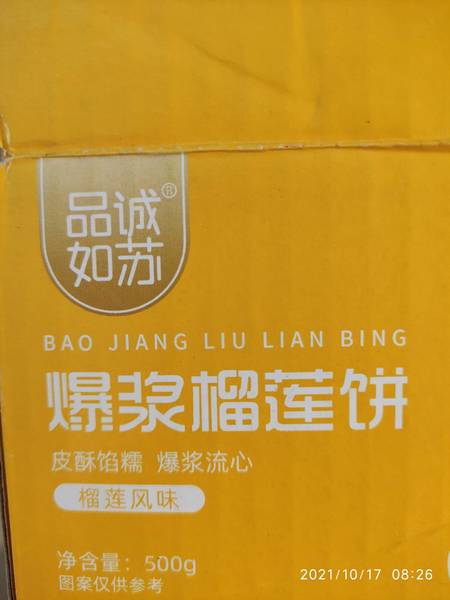 品诚®
如苏
BAO JIANG LIU LIAN BING
爆浆榴莲饼
皮酥馅糯 爆浆流心
榴莲风味
净含量：500g
图案仅供参考
2021/10/17 08:26